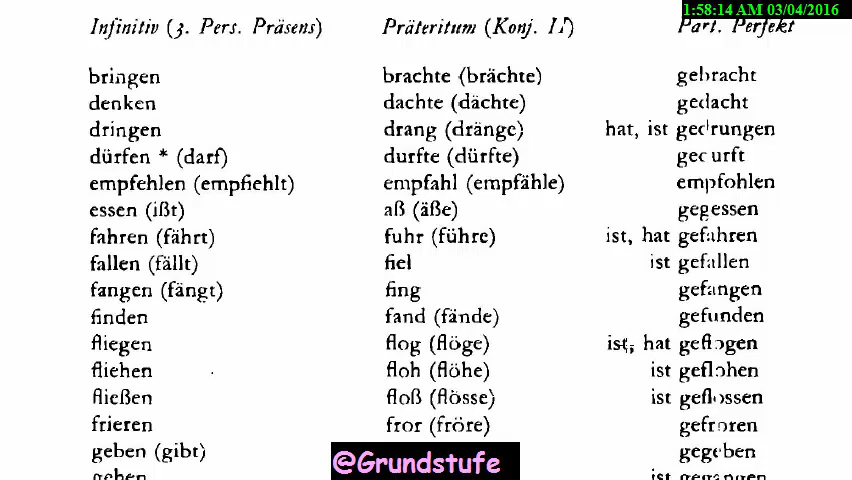 1:58:14 AM 03/04/2016
Infinitiv (3. Pers. Präsens) Präteritum (Konj. II) Part. Perfekt
bringen brachte (brächte) gebracht
denken dachte (dächte) gedacht
dringen drang (dränge) hat, ist gedrungen
dürfen * (darf) durfte (dürfte) gedurft
empfehlen (empfiehlt) empfahl (empfähle) empfohlen
essen (ißt) aß (äße) gegessen
fahren (fährt) fuhr (führe) ist, hat gefahren
fallen (fällt) fiel ist gefallen
fangen (fängt) fing gefangen
finden fand (fände) gefunden
fliegen flog (flöge) ist, hat geflogen
fliehen floh (flöhe) ist geflohen
fließen floß (flösse) ist geflossen
frieren fror (fröre) gefroren
geben (gibt) gegeben
@Grundstufe
gehen ist gegangen